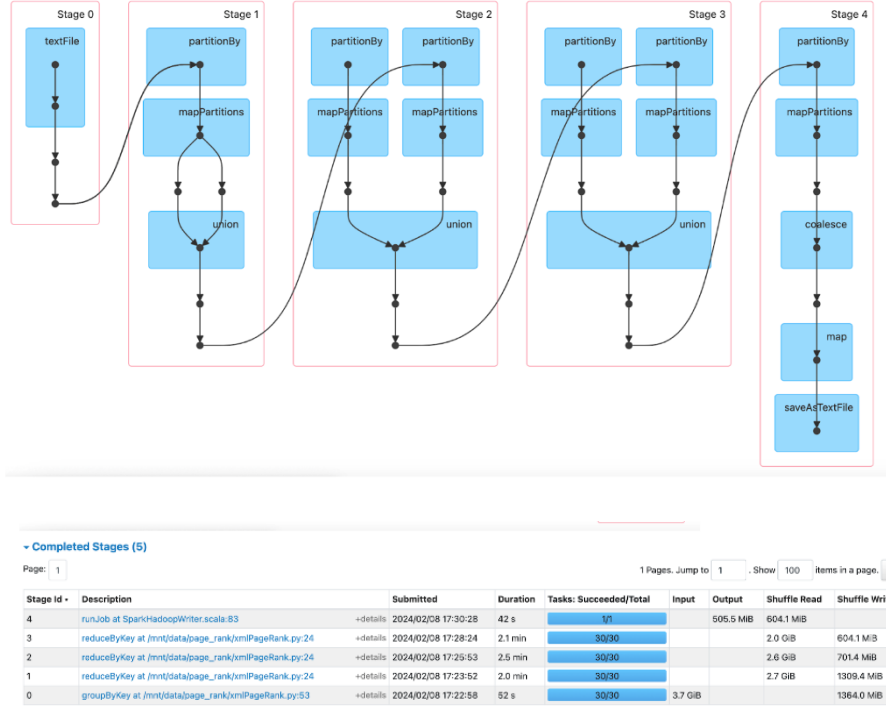 Stage 0
Stage 1
Stage 2
Stage 3
Stage 4
textFile
partitionBy
partitionBy
partitionBy
partitionBy
partitionBy
partitionBy
mapPartitions
mapPartitions
mapPartitions
mapPartitions
mapPartitions
mapPartitions
union
union
union
coalesce
map
saveAsTextFile
Completed Stages (5)
Page: 1
1 Pages. Jump to 1 . Show 100 items in a page.
Stage Id Description Submitted Duration Tasks: Succeeded/Total Input Output Shuffle Read Shuffle Wri
4 runJob at SparkHadoopWriter.scala:83 +details 2024/02/08 17:30:28 42 s 1/1 505.5 MiB 604.1 MiB
3 reduceByKey at /mnt/data/page_rank/xmlPageRank.py:24 +details 2024/02/08 17:28:24 2.1 min 30/30 2.0 GiB 604.1 MiB
2 reduceByKey at /mnt/data/page_rank/xmlPageRank.py:24 +details 2024/02/08 17:25:53 2.5 min 30/30 2.6 GiB 701.4 MiB
1 reduceByKey at /mnt/data/page_rank/xmlPageRank.py:24 +details 2024/02/08 17:23:52 2.0 min 30/30 2.7 GiB 1309.4 MiB
0 groupByKey at /mnt/data/page_rank/xmlPageRank.py:53 +details 2024/02/08 17:22:58 52 s 30/30 3.7 GiB 1364.0 MiB